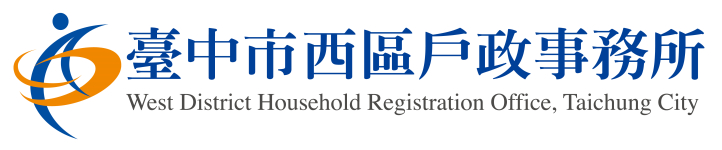 臺中市西區戶政事務所
West District Household Registration Office, Taichung City